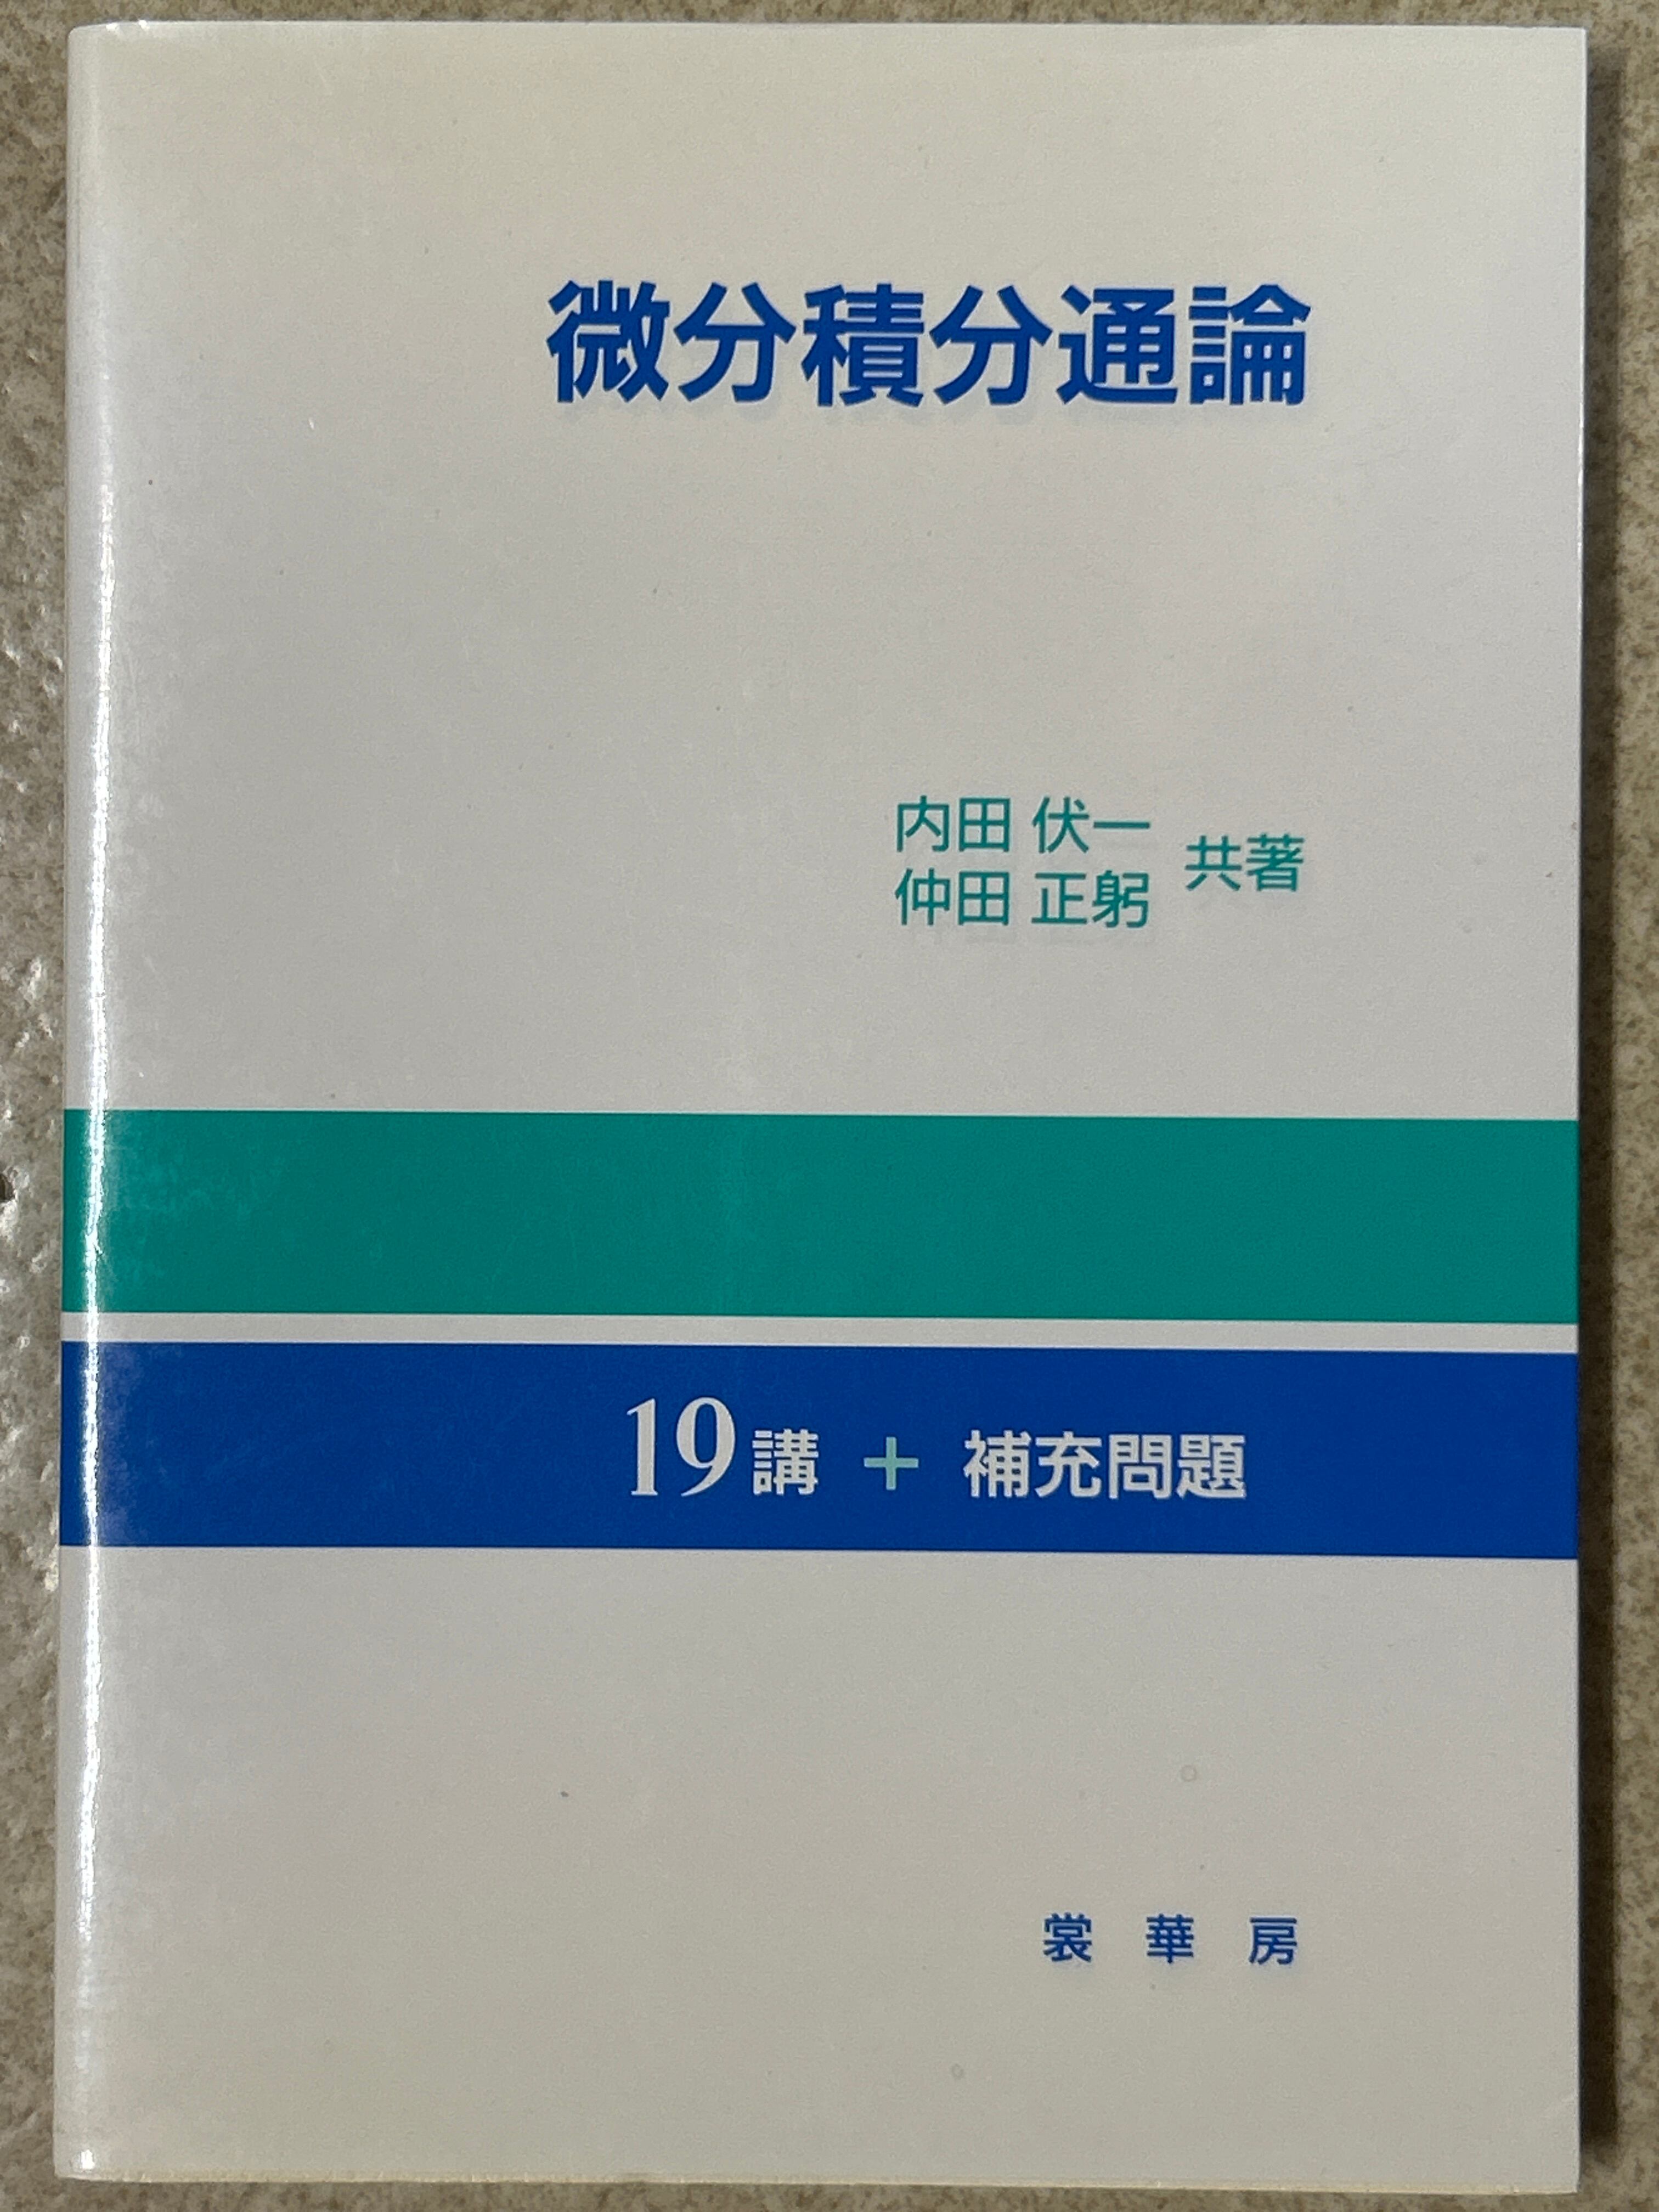 微分積分通論
内田 伏一
仲田 正躬
共著
19講 + 補充問題
裳華房